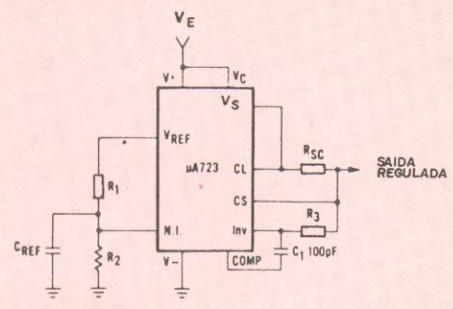 VE
V+ VC
VS
VREF
µA723
R1
CL
RSC
SAIDA
REGULADA
CS
R3
N.I.
Inv
CREF
R2
C1 100pF
V- COMP